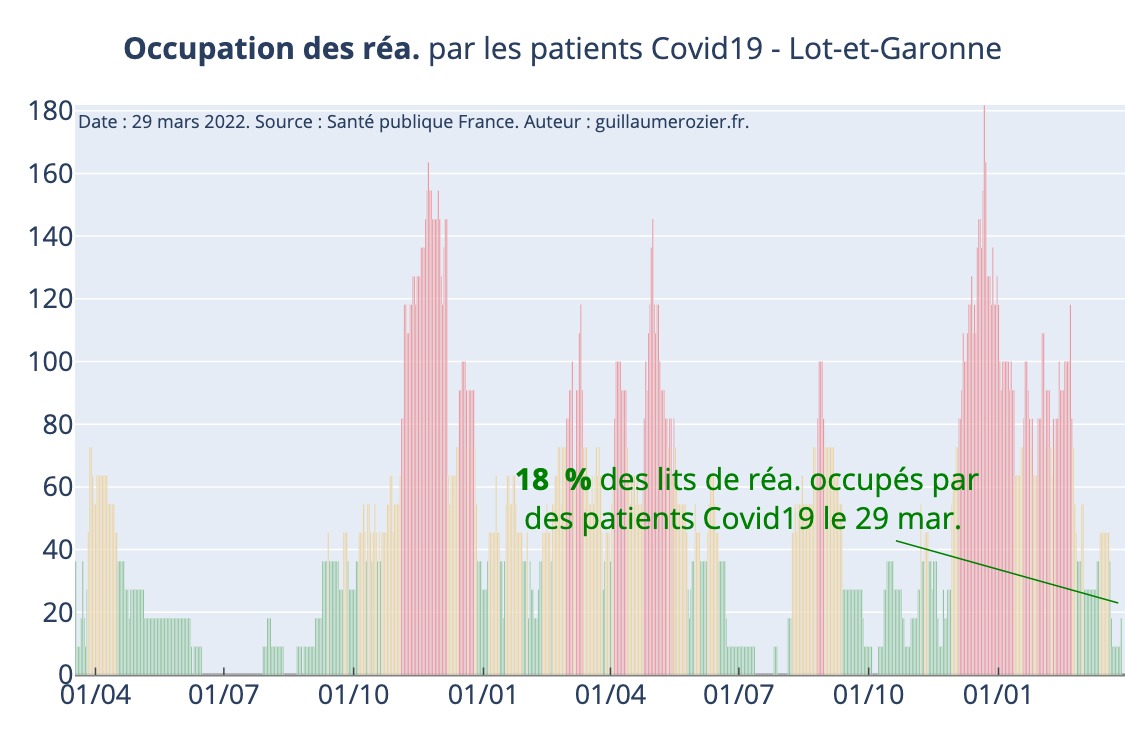 Occupation des réa. par les patients Covid19 - Lot-et-Garonne
180
Date : 29 mars 2022. Source : Santé publique France. Auteur : guillaumerozier.fr.
160
140
120
100
80
60
18 % des lits de réa. occupés par
des patients Covid19 le 29 mar.
40
20
0
01/04 01/07 01/10 01/01 01/04 01/07 01/10 01/01